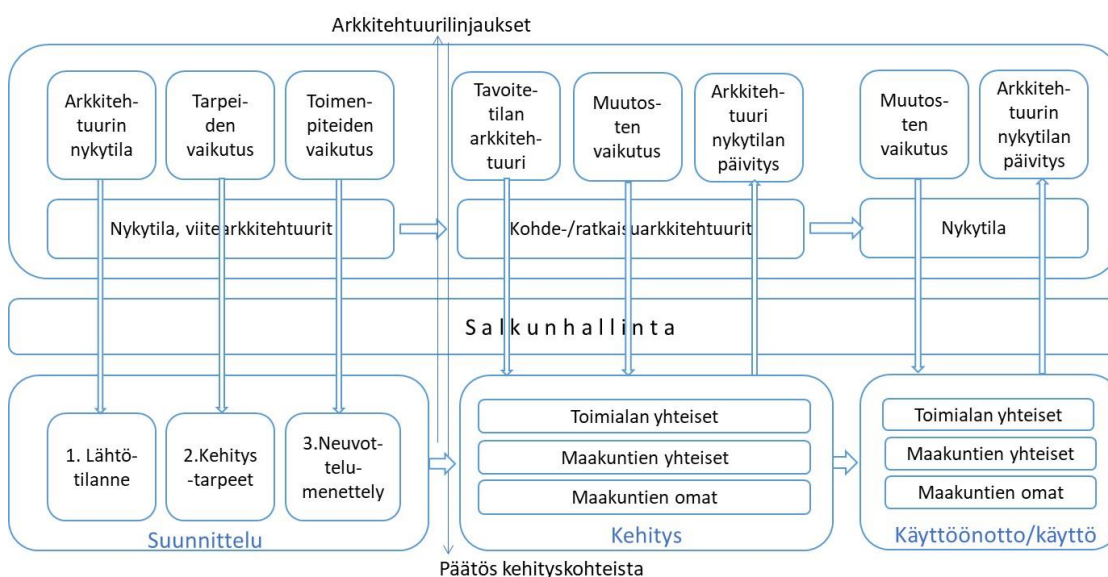 Arkkitehtuurilinjaukset
Arkkiteh-
tuurin
nykytila
Tarpei-
den
vaikutus
Toimen-
piteiden
vaikutus
Tavoite-
tilan
arkkiteh-
tuuri
Muutos-
ten
vaikutus
Arkkiteh-
tuuri
nykytilan
päivitys
Muutos-
ten
vaikutus
Arkkiteh-
tuurin
nykytilan
päivitys
Nykytila, viitearkkitehtuurit
Kohde-/ratkaisuarkkitehtuurit
Nykytila
Salkunhallinta
1. Lähtö-
tilanne
2.Kehitys
-tarpeet
3.Neuvot-
telu-
menettely
Suunnittelu
Toimialan yhteiset
Maakuntien yhteiset
Maakuntien omat
Kehitys
Toimialan yhteiset
Maakuntien yhteiset
Maakuntien omat
Käyttöönotto/käyttö
Päätös kehityskohteista